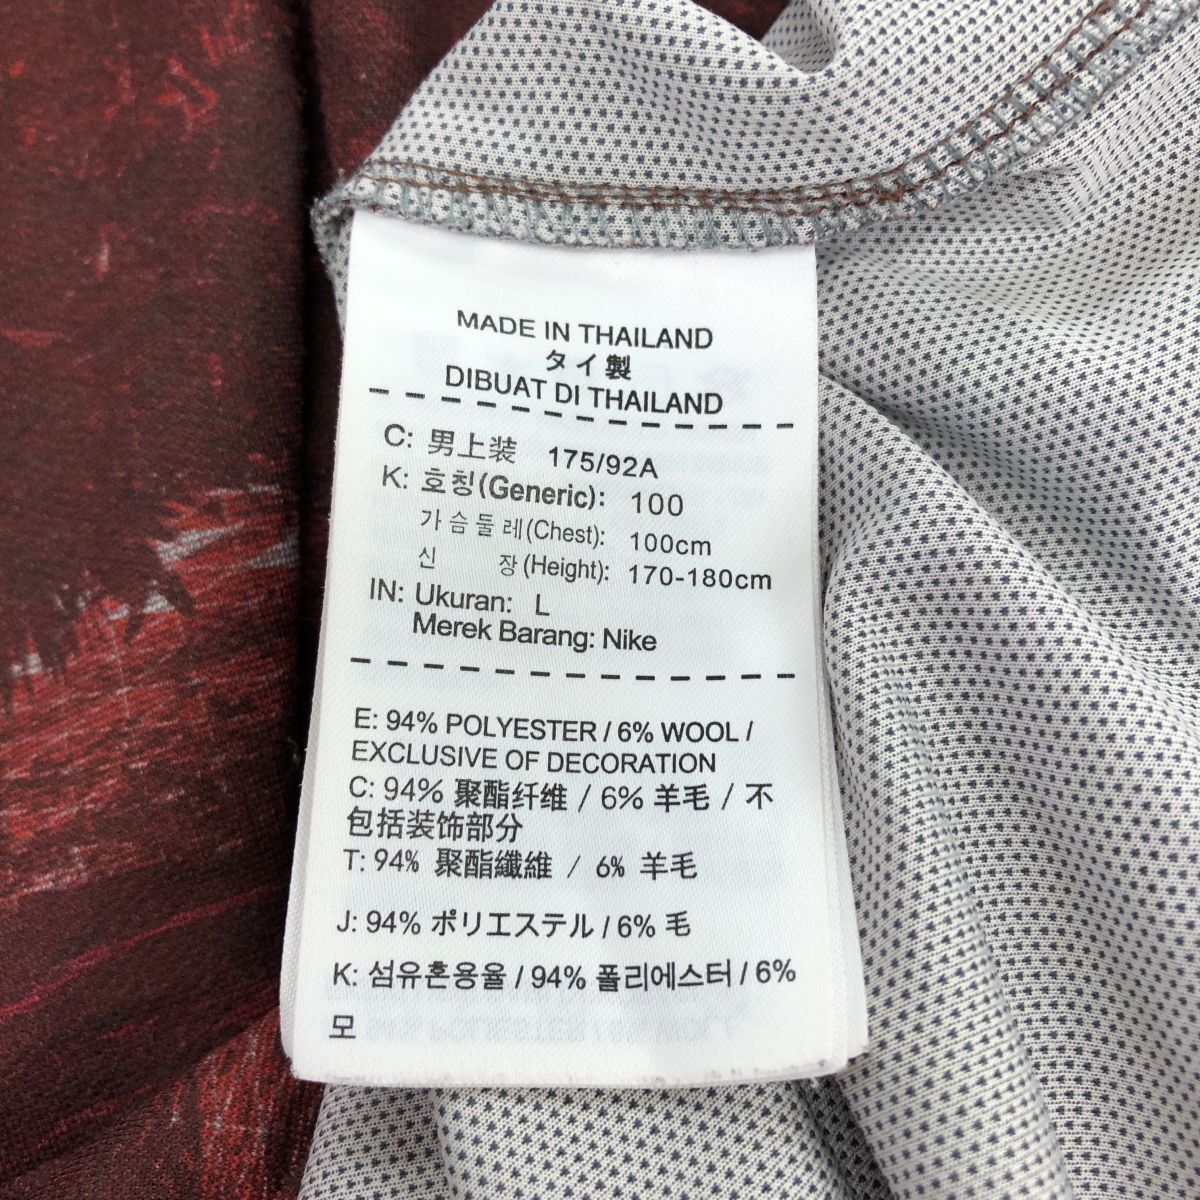 MADE IN THAILAND
タイ製
DIBUAT DI THAILAND
C: 男上装 175/92A
K: 호칭(Generic): 100
가슴둘레(Chest): 100cm
신 장(Height): 170-180cm
IN: Ukuran: L
Merek Barang: Nike
E: 94% POLYESTER / 6% WOOL /
EXCLUSIVE OF DECORATION
C: 94% 聚酯纤维 / 6% 羊毛 / 不
包括装饰部分
T: 94% 聚酯纖維 / 6% 羊毛
J: 94% ポリエステル / 6% 毛
K: 섬유혼용율 / 94% 폴리에스터 / 6%
모